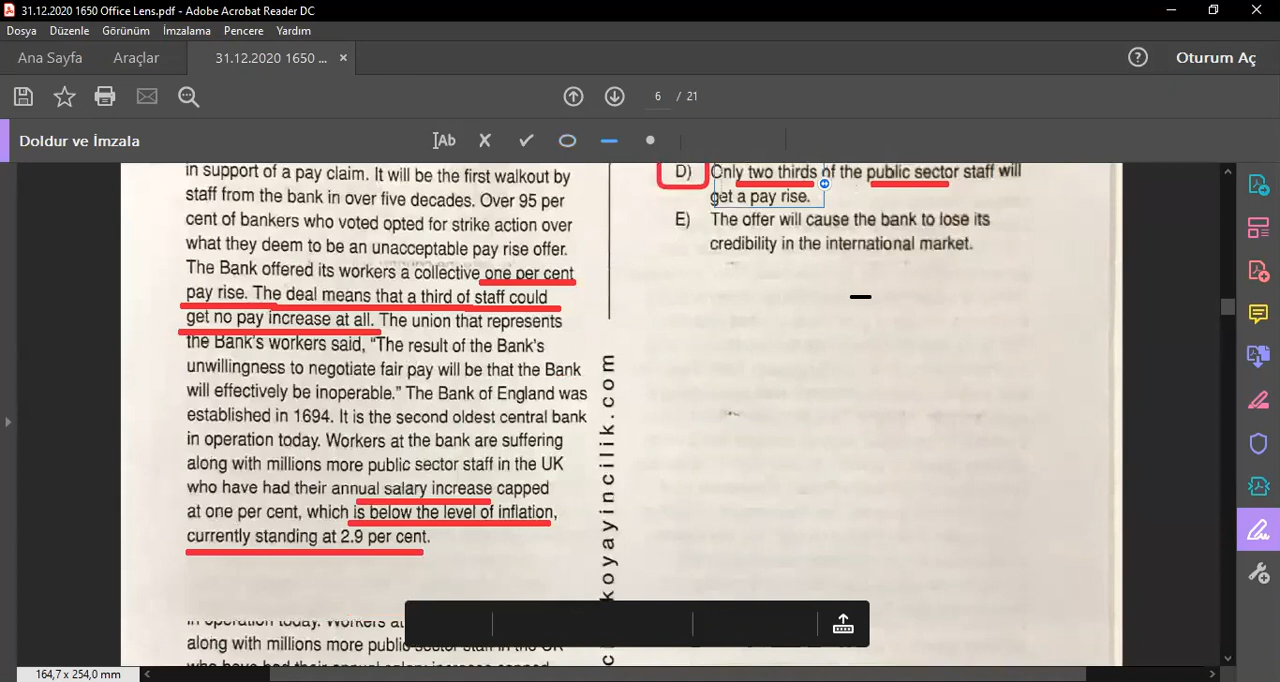 31.12.2020 1650 Office Lens.pdf - Adobe Acrobat Reader DC
Dosya Düzenle Görünüm İmzalama Pencere Yardım
Ana Sayfa Araçlar 31.12.2020 1650 ... × Oturum Aç
6 / 21
Doldur ve İmzala
in support of a pay claim. It will be the first walkout by
staff from the bank in over five decades. Over 95 per
cent of bankers who voted opted for strike action over
what they deem to be an unacceptable pay rise offer.
The Bank offered its workers a collective one per cent
pay rise. The deal means that a third of staff could
get no pay increase at all. The union that represents
the Bank's workers said, "The result of the Bank's
unwillingness to negotiate fair pay will be that the Bank
will effectively be inoperable." The Bank of England was
established in 1694. It is the second oldest central bank
in operation today. Workers at the bank are suffering
along with millions more public sector staff in the UK
who have had their annual salary increase capped
at one per cent, which is below the level of inflation,
currently standing at 2.9 per cent.
in operation today. Workers at
along with millions more public sector staff in the UK
who have had their annual salary increase capped
koyayincilik.com
D) Only two thirds of the public sector staff will
get a pay rise.
E) The offer will cause the bank to lose its
credibility in the international market.
164,7 x 254,0 mm